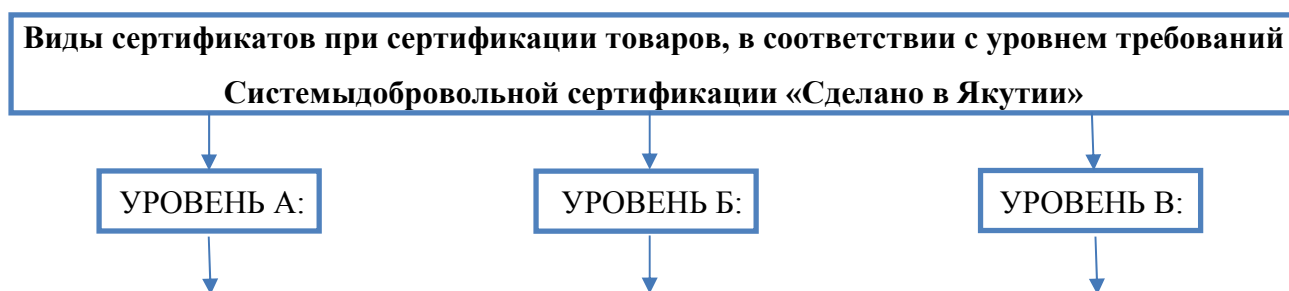 Виды сертификатов при сертификации товаров, в соответствии с уровнем требований
Системыдобровольной сертификации «Сделано в Якутии»
УРОВЕНЬ А:
УРОВЕНЬ Б:
УРОВЕНЬ В: